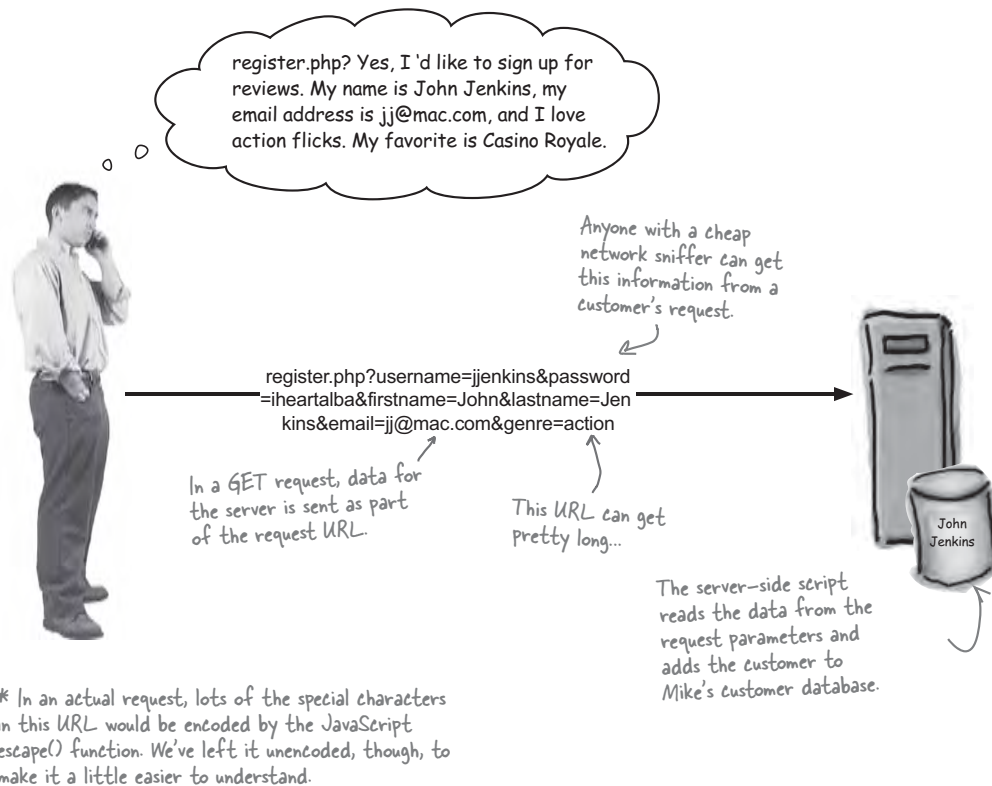 register.php? Yes, I 'd like to sign up for
reviews. My name is John Jenkins, my
email address is jj@mac.com, and I love
action flicks. My favorite is Casino Royale.
Anyone with a cheap
network sniffer can get
this information from a
customer's request.
register.php?username=jjenkins&password
=iheartalba&firstname=John&lastname=Jen
kins&email=jj@mac.com&genre=action
In a GET request, data for
the server is sent as part
of the request URL.
This URL can get
pretty long...
John
Jenkins
The server-side script
reads the data from the
request parameters and
adds the customer to
Mike's customer database.
* In an actual request, lots of the special characters
in this URL would be encoded by the JavaScript
escape() function. We've left it unencoded, though, to
make it a little easier to understand.